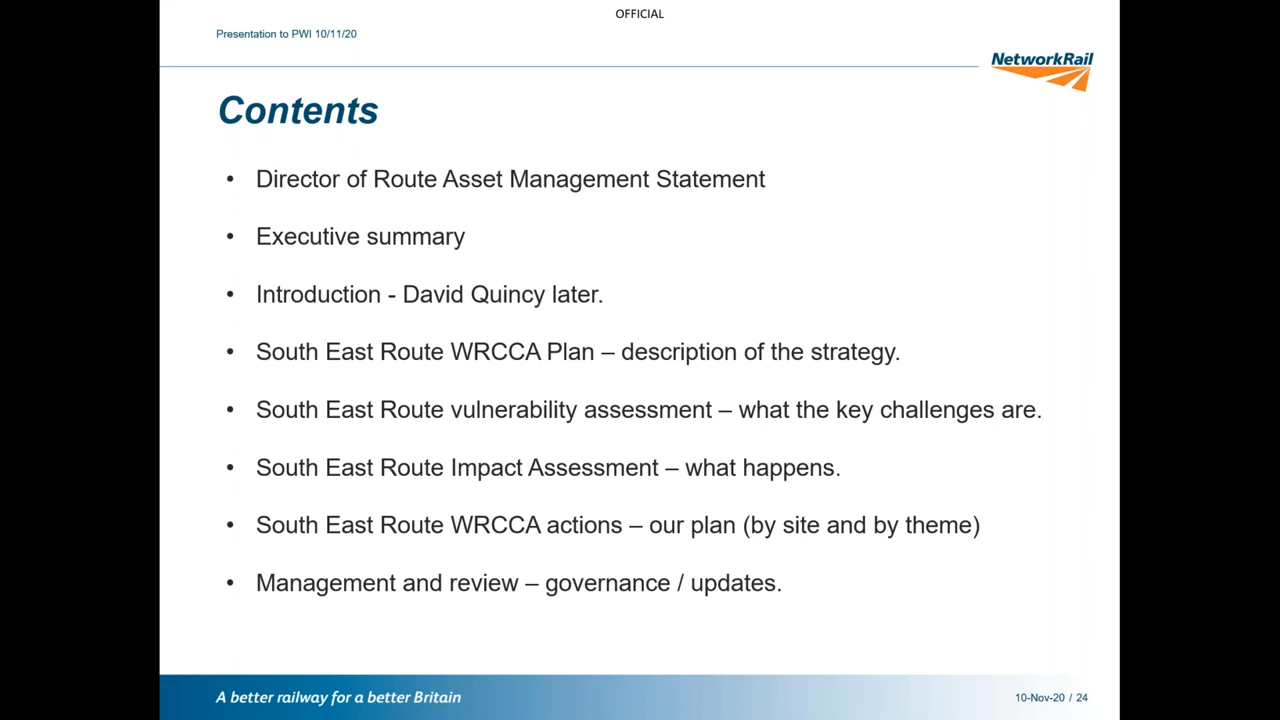 OFFICIAL
Presentation to PWI 10/11/20
NetworkRail
Contents
• Director of Route Asset Management Statement
• Executive summary
• Introduction - David Quincy later.
• South East Route WRCCA Plan – description of the strategy.
• South East Route vulnerability assessment – what the key challenges are.
• South East Route Impact Assessment – what happens.
• South East Route WRCCA actions – our plan (by site and by theme)
• Management and review – governance / updates.
A better railway for a better Britain
10-Nov-20 / 24